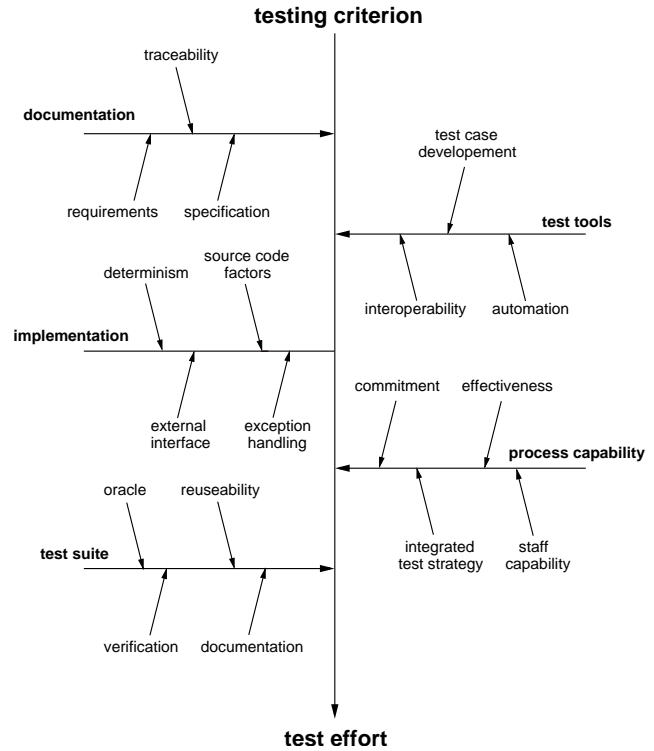 testing criterion
traceability
documentation
requirements
specification
test case
developement
test tools
interoperability
automation
determinism
source code
factors
implementation
external
interface
exception
handling
commitment
effectiveness
process capability
integrated
test strategy
staff
capability
oracle
reuseability
test suite
verification
documentation
test effort